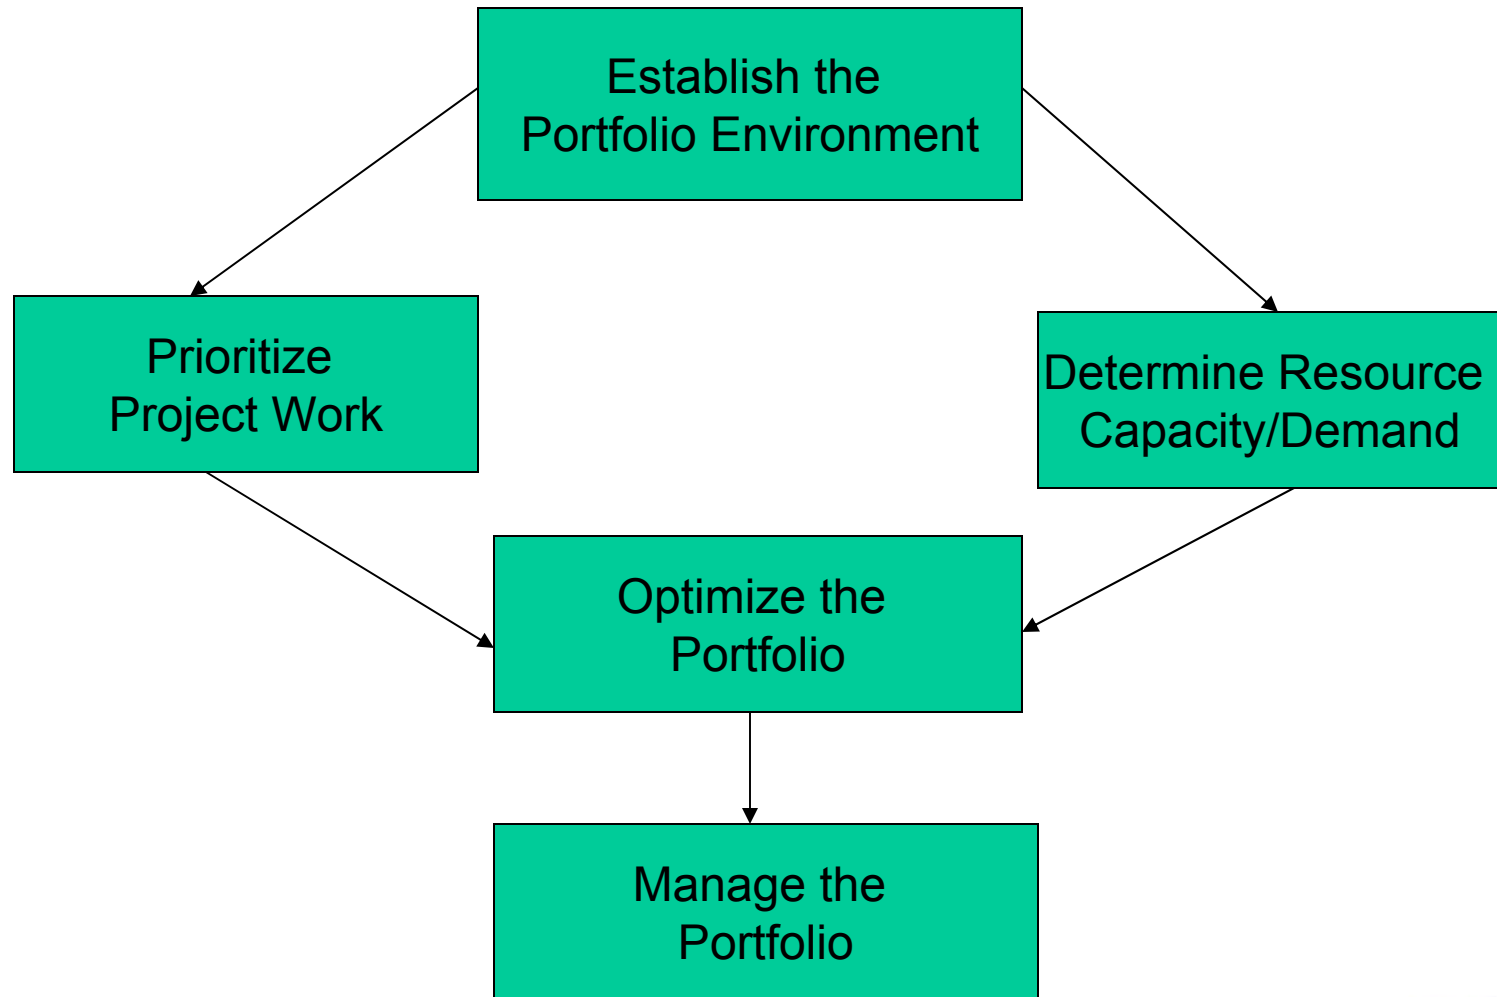 Establish the
Portfolio Environment
Prioritize
Project Work
Determine Resource
Capacity/Demand
Optimize the
Portfolio
Manage the
Portfolio